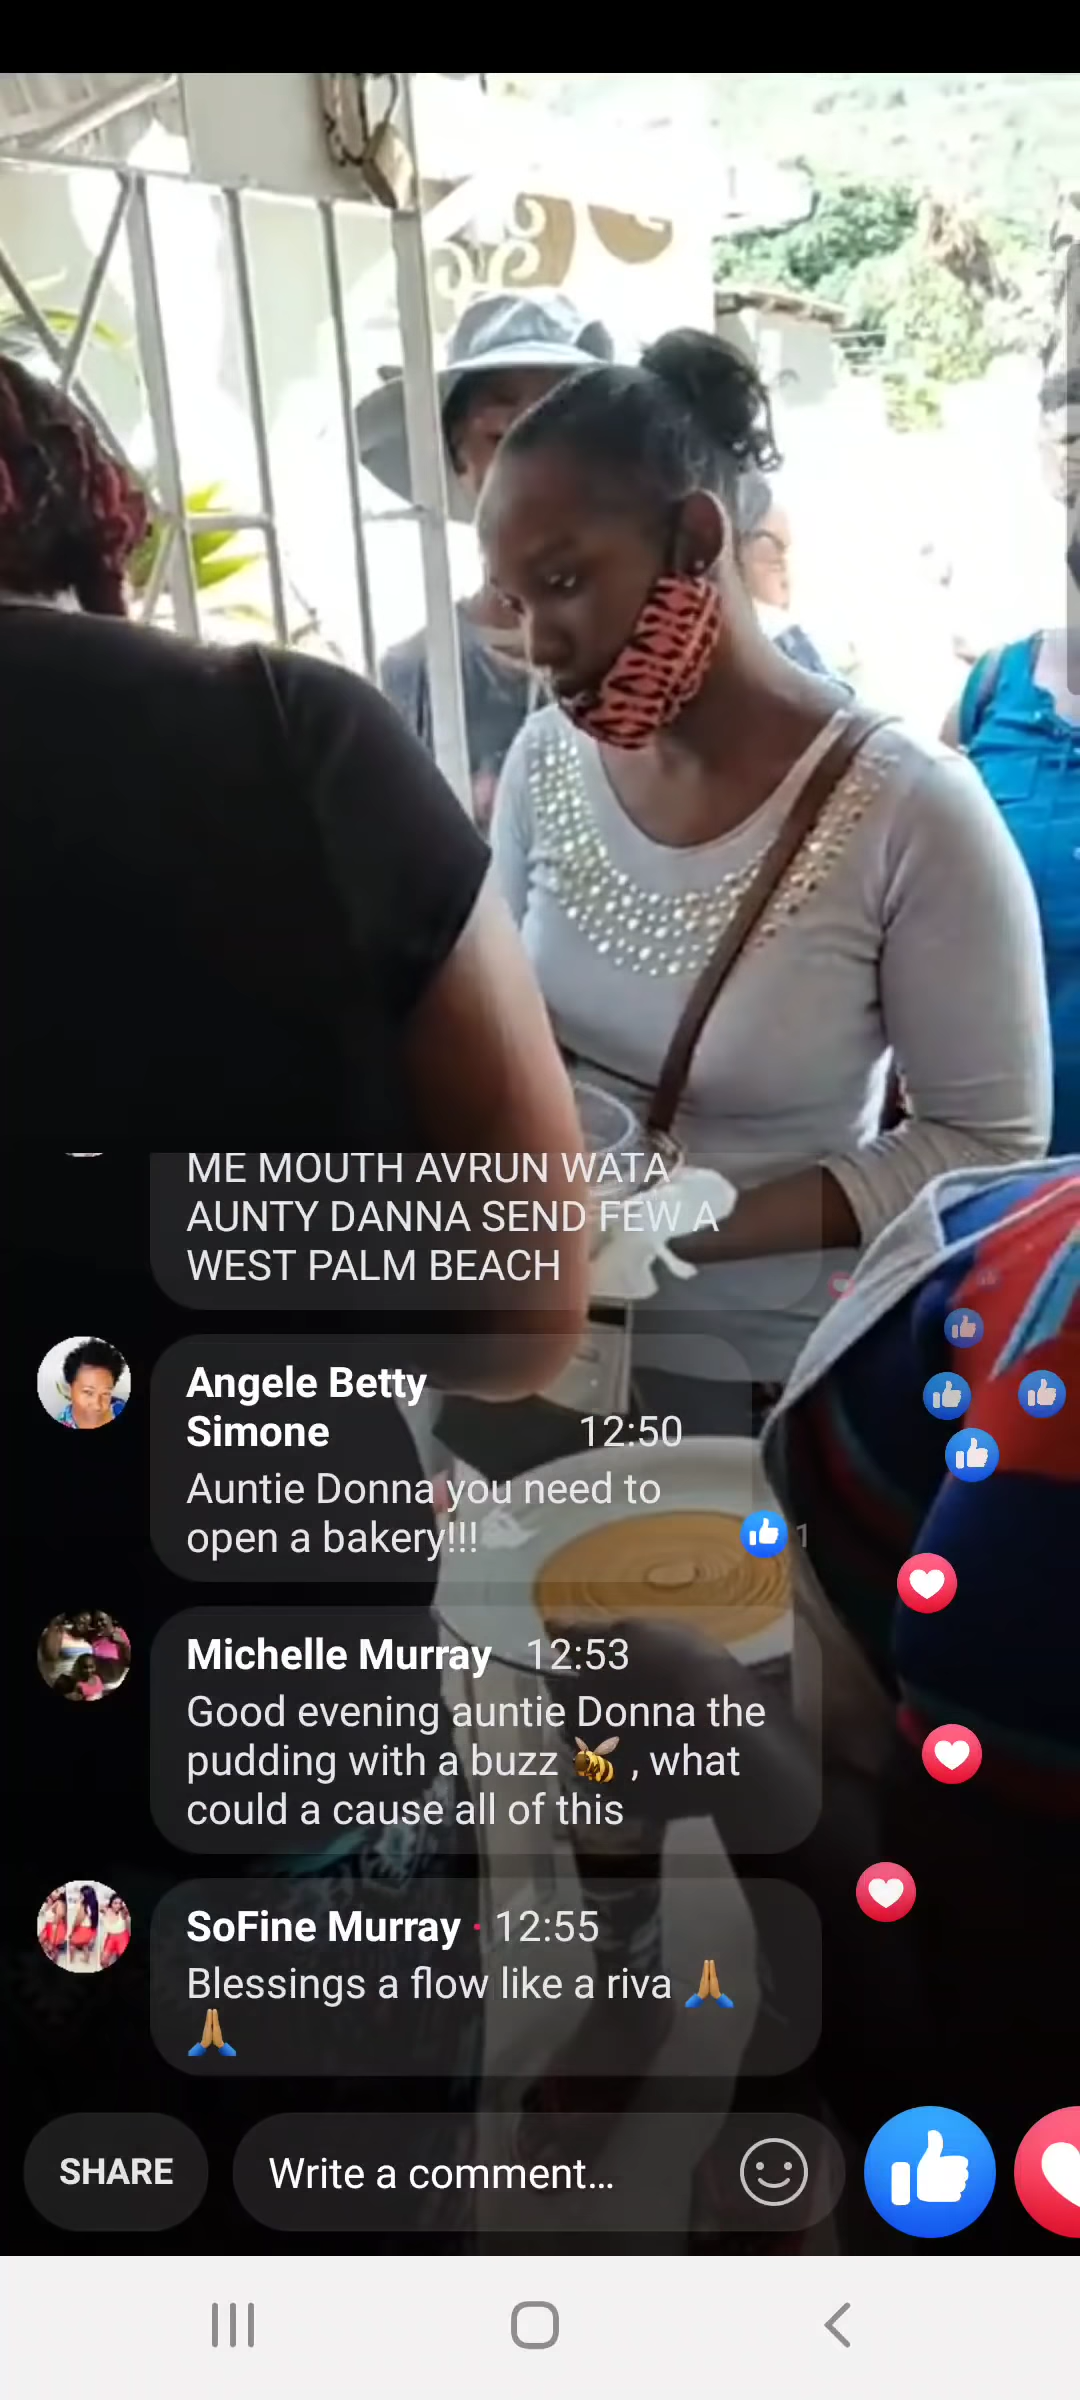 ME MOUTH AVRUN WATA
AUNTY DANNA SEND FEW A
WEST PALM BEACH
Angele Betty
Simone 12:50
Auntie Donna you need to
open a bakery!!!
1
Michelle Murray 12:53
Good evening auntie Donna the
pudding with a buzz 🐝 , what
could a cause all of this
SoFine Murray · 12:55
Blessings a flow like a riva 🙏
🙏
SHARE
Write a comment...